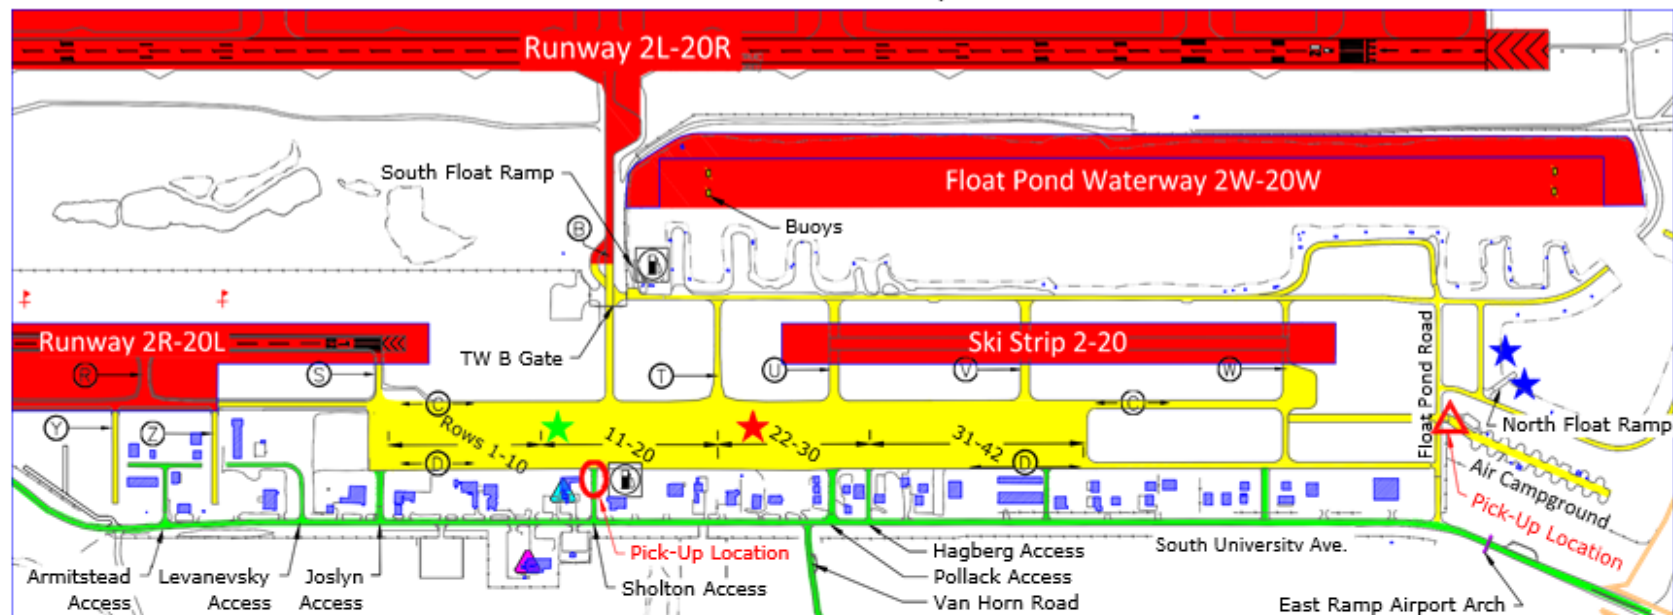 Runway 2L-20R
South Float Ramp
Float Pond Waterway 2W-20W
B
Buoys
Runway 2R-20L
TW B Gate
Ski Strip 2-20
Float Pond Road
R
S
T
U
V
W
C
C
Y
Z
Rows 1-10
11-20
22-30
31-42
D
D
North Float Ramp
Air Campground
Pick-Up Location
Pick-Up Location
South University Ave.
Armitstead
Access
Levanevsky
Access
Joslyn
Access
Sholton Access
Hagberg Access
Pollack Access
Van Horn Road
East Ramp Airport Arch